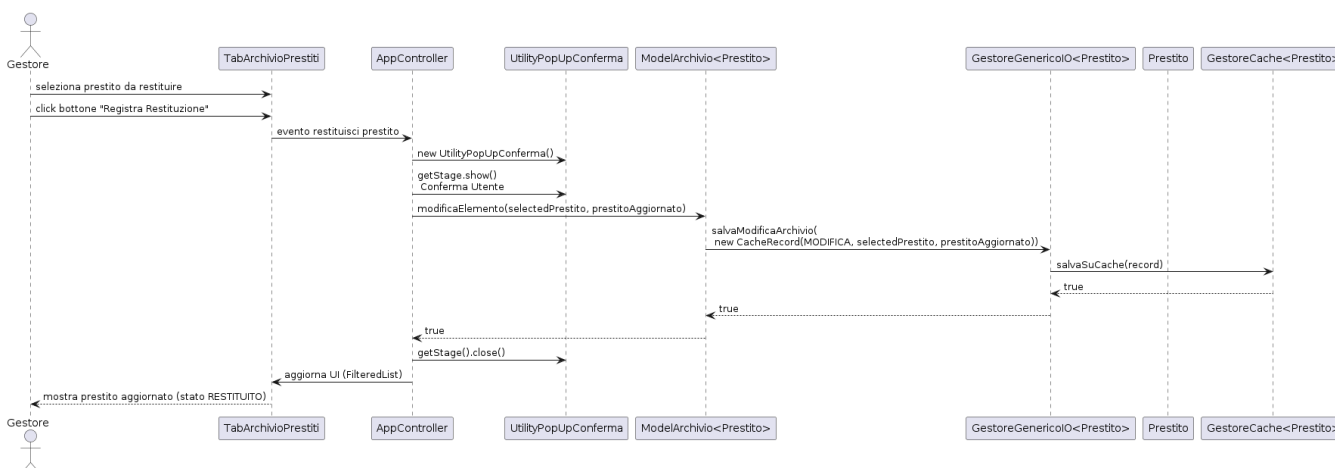 Gestore
TabArchivioPrestiti
AppController
UtilityPopUpConferma
ModelArchivio<Prestito>
GestoreGenericoIO<Prestito>
Prestito
GestoreCache<Prestito>
seleziona prestito da restituire
click bottone "Registra Restituzione"
evento restituisci prestito
new UtilityPopUpConferma()
getStage.show()
Conferma Utente
modificaElemento(selectedPrestito, prestitoAggiornato)
salvaModificaArchivio(
new CacheRecord(MODIFICA, selectedPrestito, prestitoAggiornato))
salvaSuCache(record)
true
true
true
getStage().close()
aggiorna UI (FilteredList)
mostra prestito aggiornato (stato RESTITUITO)
Gestore
TabArchivioPrestiti
AppController
UtilityPopUpConferma
ModelArchivio<Prestito>
GestoreGenericoIO<Prestito>
Prestito
GestoreCache<Prestito>